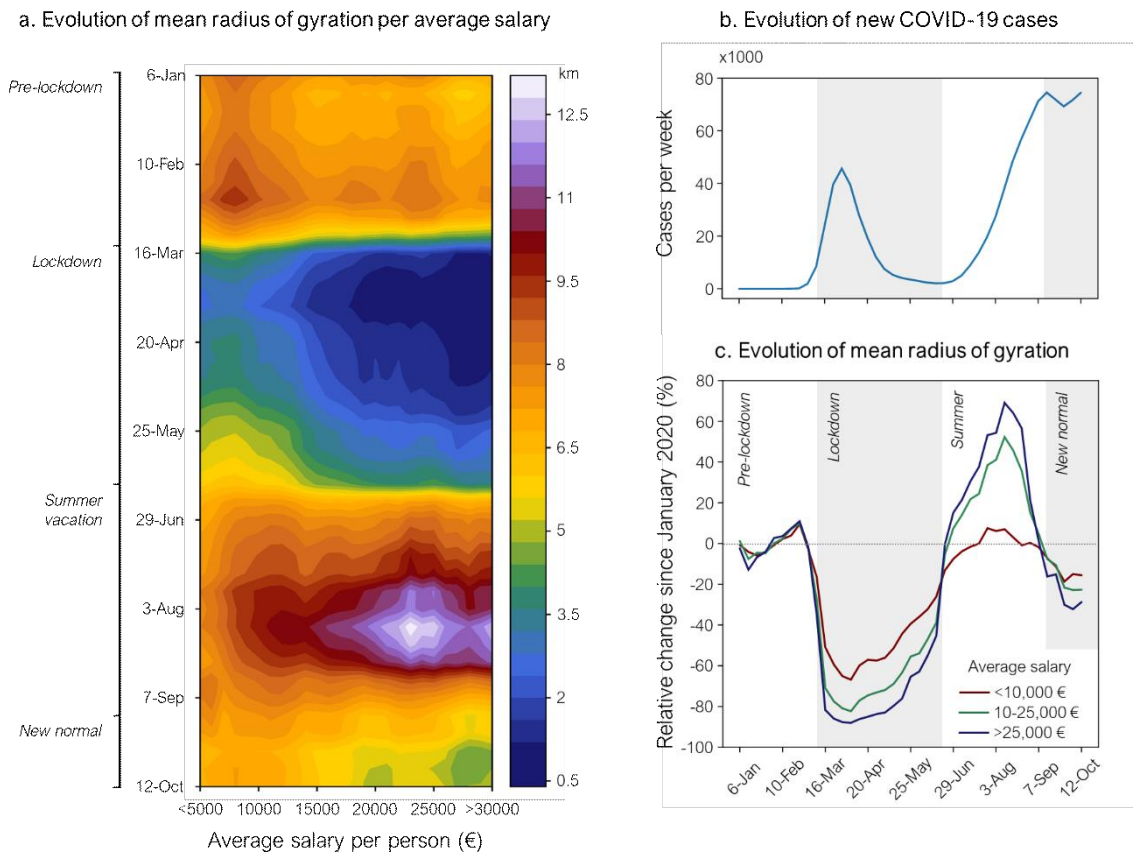 a. Evolution of mean radius of gyration per average salary
Pre-lockdown
Lockdown
Summer
vacation
New normal
6-Jan
10-Feb
16-Mar
20-Apr
25-May
29-Jun
3-Aug
7-Sep
12-Oct
<5000
10000
15000
20000
25000
>30000
Average salary per person (€)
km
12.5
11
9.5
8
6.5
5
3.5
2
0.5
b. Evolution of new COVID-19 cases
x1000
Cases per week
80
60
40
20
0
c. Evolution of mean radius of gyration
Relative change since January 2020 (%)
80
60
40
20
0
-20
-40
-60
-80
-100
Pre-lockdown
Lockdown
Summer
New normal
Average salary
<10,000 €
10-25,000 €
>25,000 €
6-Jan
10-Feb
16-Mar
20-Apr
25-May
29-Jun
3-Aug
7-Sep
12-Oct